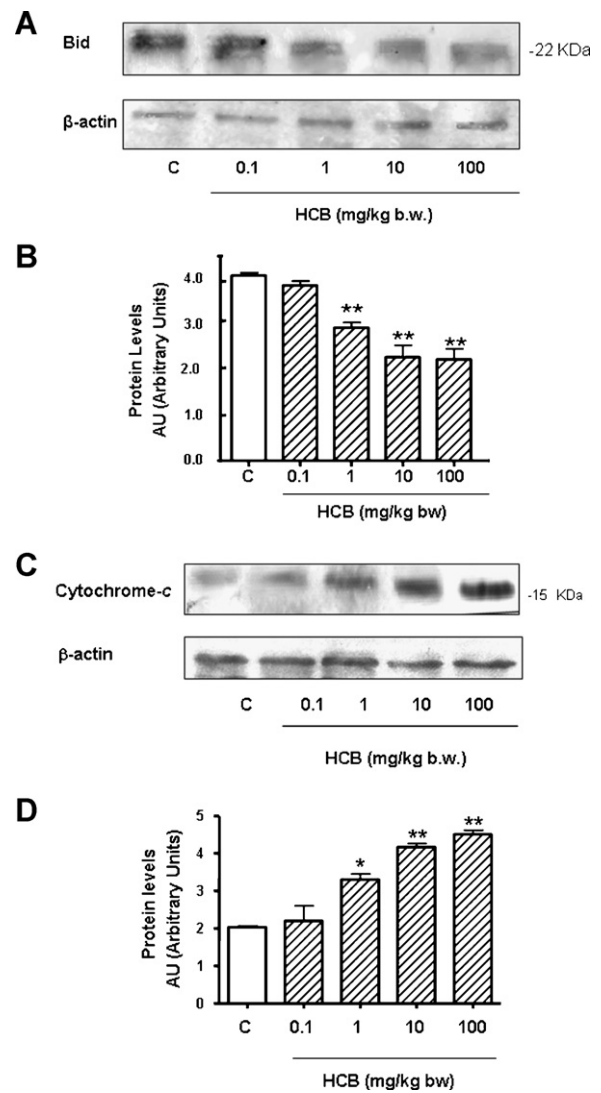 A
Bid
-22 KDa
β-actin
C 0.1 1 10 100
HCB (mg/kg b.w.)
B
Protein Levels
AU (Arbitrary Units)
4.0
3.0
2.0
1.0
0.0
** ** **
C 0.1 1 10 100
HCB (mg/kg bw)
C
Cytochrome-c
-15 KDa
β-actin
C 0.1 1 10 100
HCB (mg/kg b.w.)
D
Protein levels
AU (Arbitrary Units)
5
4
3
2
1
0
* ** **
C 0.1 1 10 100
HCB (mg/kg bw)